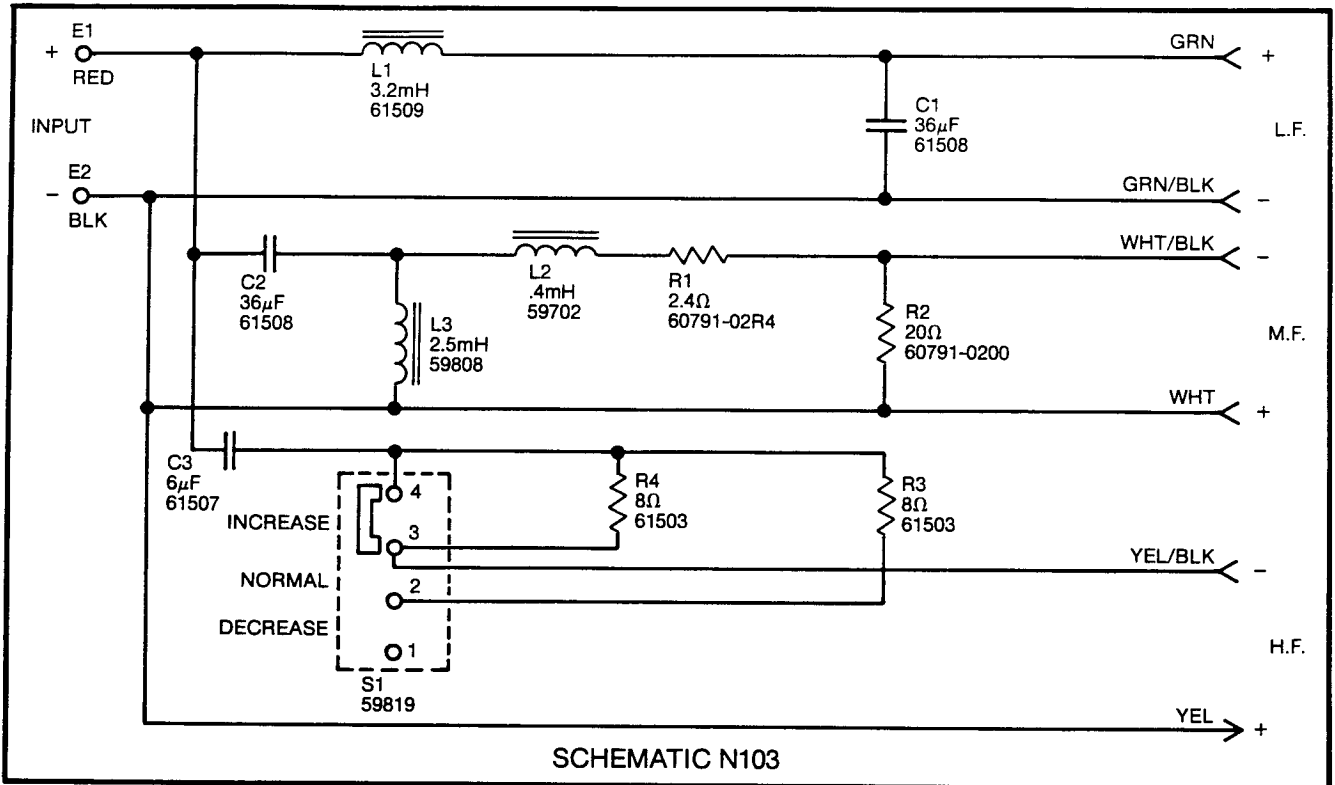 E1
+
RED
INPUT
E2
−
BLK
L1
3.2mH
61509
C1
36μF
61508
GRN
+
L.F.
GRN/BLK
−
C2
36μF
61508
L3
2.5mH
59808
L2
.4mH
59702
R1
2.4Ω
60791-02R4
R2
20Ω
60791-0200
WHT/BLK
−
M.F.
WHT
+
C3
6μF
61507
INCREASE
NORMAL
DECREASE
4
3
2
1
S1
59819
R4
8Ω
61503
R3
8Ω
61503
YEL/BLK
−
H.F.
YEL
+
SCHEMATIC N103